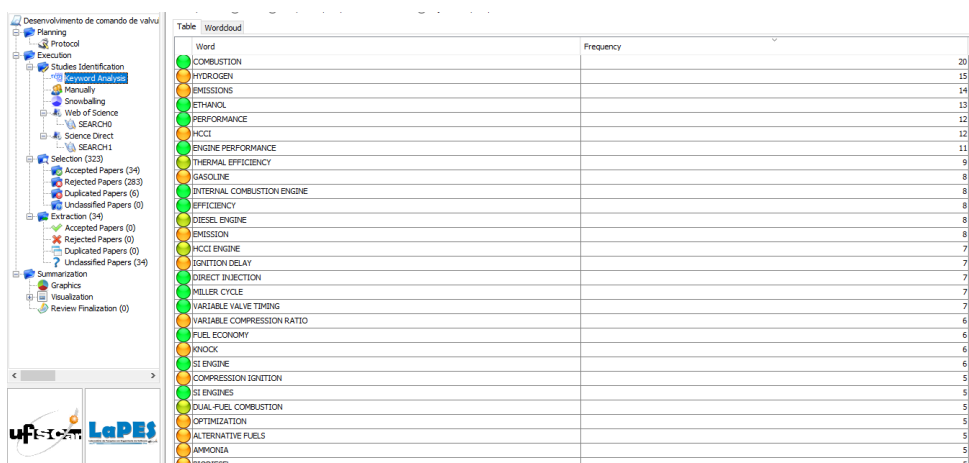 Desenvolvimento de comando de valvu
Planning
Protocol
Execution
Studies Identification
Keyword Analysis
Manually
Snowballing
Web of Science
SEARCH0
Science Direct
SEARCH1
Selection (323)
Accepted Papers (34)
Rejected Papers (283)
Duplicated Papers (6)
Unclassified Papers (0)
Extraction (34)
Accepted Papers (0)
Rejected Papers (0)
Duplicated Papers (0)
Unclassified Papers (34)
Summarization
Graphics
Visualization
Review Finalization (0)
ufscar
LaPES
Table Wordcloud
Word Frequency
COMBUSTION 20
HYDROGEN 15
EMISSIONS 14
ETHANOL 13
PERFORMANCE 12
HCCI 12
ENGINE PERFORMANCE 11
THERMAL EFFICIENCY 9
GASOLINE 8
INTERNAL COMBUSTION ENGINE 8
EFFICIENCY 8
DIESEL ENGINE 8
EMISSION 8
HCCI ENGINE 7
IGNITION DELAY 7
DIRECT INJECTION 7
MILLER CYCLE 7
VARIABLE VALVE TIMING 7
VARIABLE COMPRESSION RATIO 6
FUEL ECONOMY 6
KNOCK 6
SI ENGINE 6
COMPRESSION IGNITION 5
SI ENGINES 5
DUAL-FUEL COMBUSTION 5
OPTIMIZATION 5
ALTERNATIVE FUELS 5
AMMONIA 5